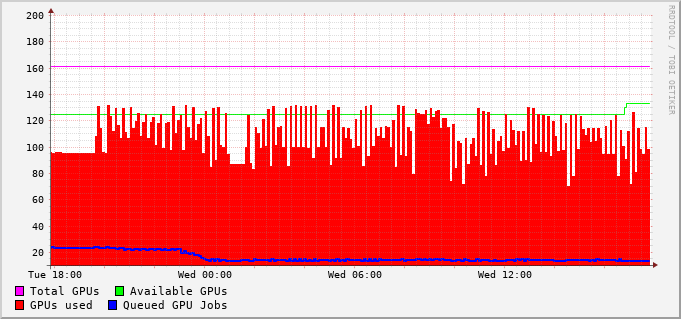 200
180
160
140
120
100
80
60
40
20
Tue 18:00 Wed 00:00 Wed 06:00 Wed 12:00
Total GPUs Available GPUs
GPUs used Queued GPU Jobs
RRDTOOL / TOBI OETIKER